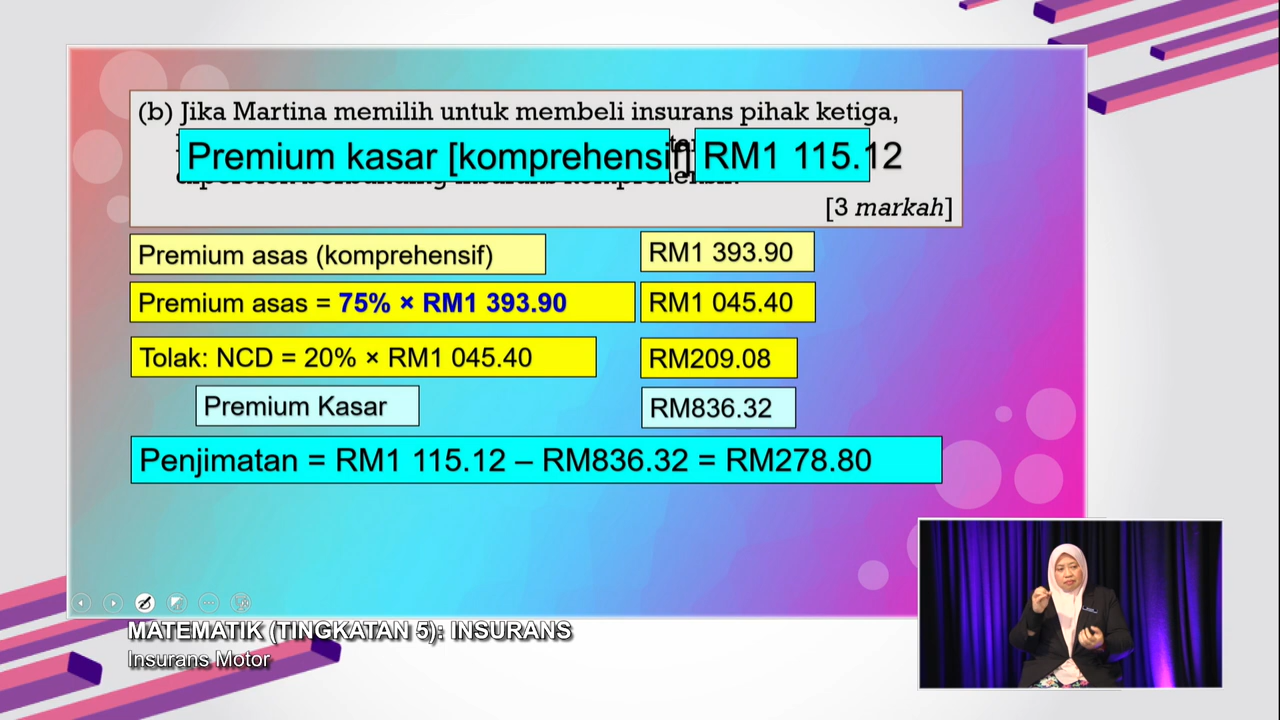 (b) Jika Martina memilih untuk membeli insurans pihak ketiga,
Premium kasar [komprehensif] RM1 115.12
[3 markah]
Premium asas (komprehensif) RM1 393.90
Premium asas = 75% × RM1 393.90 RM1 045.40
Tolak: NCD = 20% × RM1 045.40 RM209.08
Premium Kasar RM836.32
Penjimatan = RM1 115.12 – RM836.32 = RM278.80
MATEMATIK (TINGKATAN 5): INSURANS
Insurans Motor